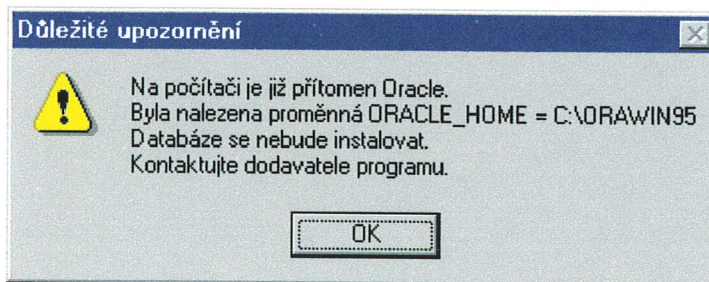 Důležité upozornění
Na počítači je již přítomen Oracle.
Byla nalezena proměnná ORACLE_HOME = C:\ORAWIN95
Databáze se nebude instalovat.
Kontaktujte dodavatele programu.
OK